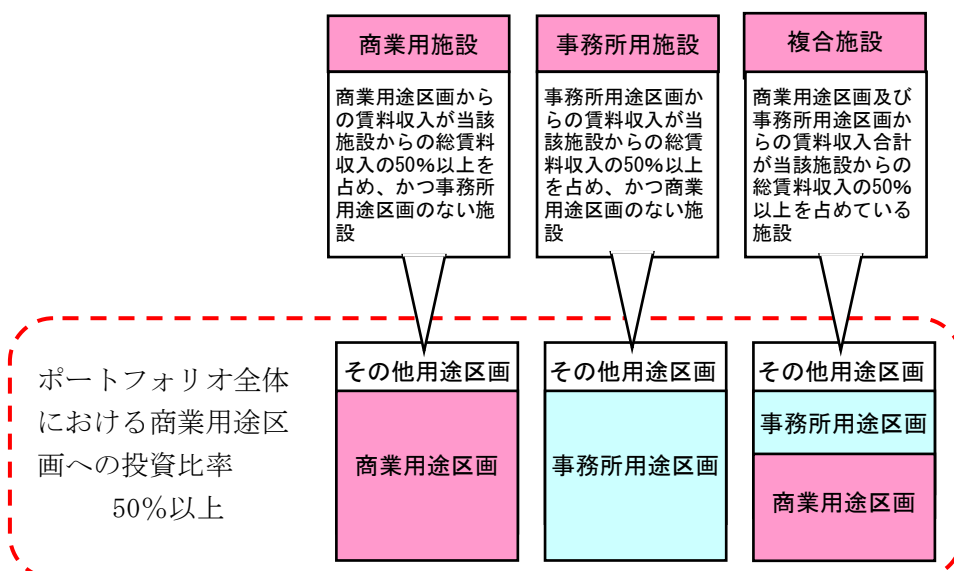 商業用施設
商業用途区画から
の賃料収入が当該
施設からの総賃料
収入の50%以上を
占め、かつ事務所
用途区画のない施
設
事務所用施設
事務所用途区画か
らの賃料収入が当
該施設からの総賃
料収入の50%以上
を占め、かつ商業
用途区画のない施
設
複合施設
商業用途区画及び
事務所用途区画か
らの賃料収入合計
が当該施設からの
総賃料収入の50%
以上を占めている
施設
ポートフォリオ全体
における商業用途区
画への投資比率
50%以上
その他用途区画
商業用途区画
その他用途区画
事務所用途区画
その他用途区画
事務所用途区画
商業用途区画